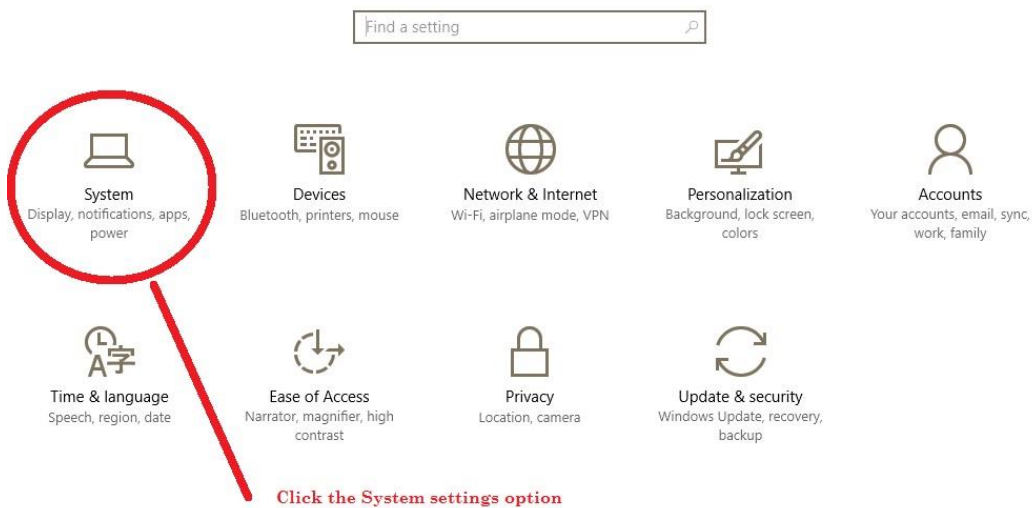 Find a setting
System
Display, notifications, apps,
power
Devices
Bluetooth, printers, mouse
Network & Internet
Wi-Fi, airplane mode, VPN
Personalization
Background, lock screen,
colors
Accounts
Your accounts, email, sync,
work, family
A字
Time & language
Speech, region, date
Ease of Access
Narrator, magnifier, high
contrast
Privacy
Location, camera
Update & security
Windows Update, recovery,
backup
Click the System settings option